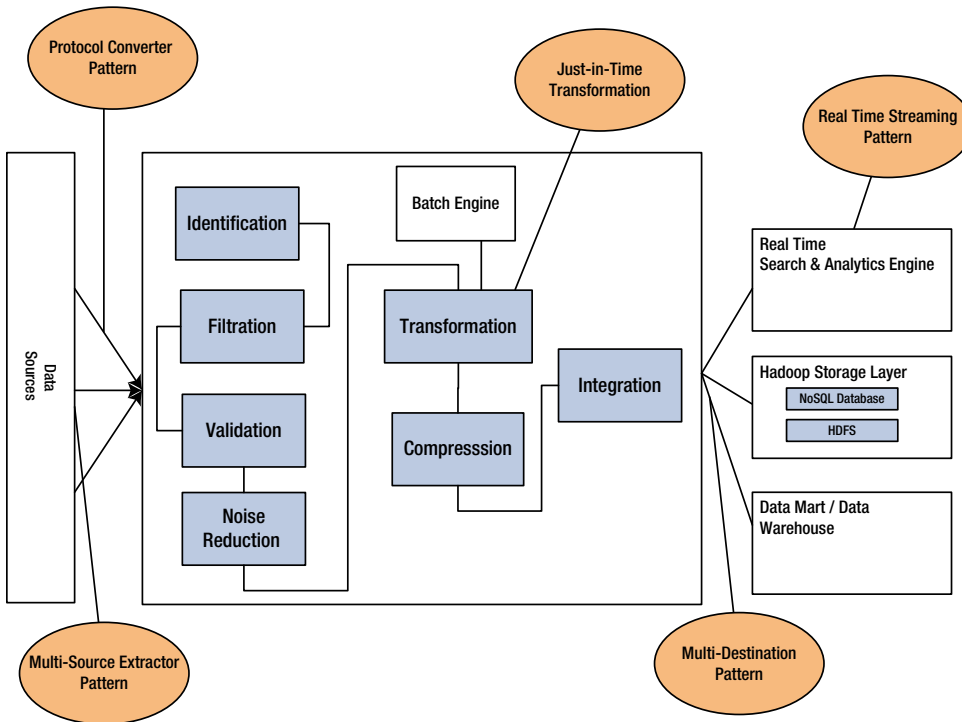 Protocol Converter
Pattern
Just-in-Time
Transformation
Real Time Streaming
Pattern
Data
Sources
Identification
Filtration
Validation
Noise
Reduction
Batch Engine
Transformation
Compresssion
Integration
Real Time
Search & Analytics Engine
Hadoop Storage Layer
NoSQL Database
HDFS
Data Mart / Data
Warehouse
Multi-Source Extractor
Pattern
Multi-Destination
Pattern